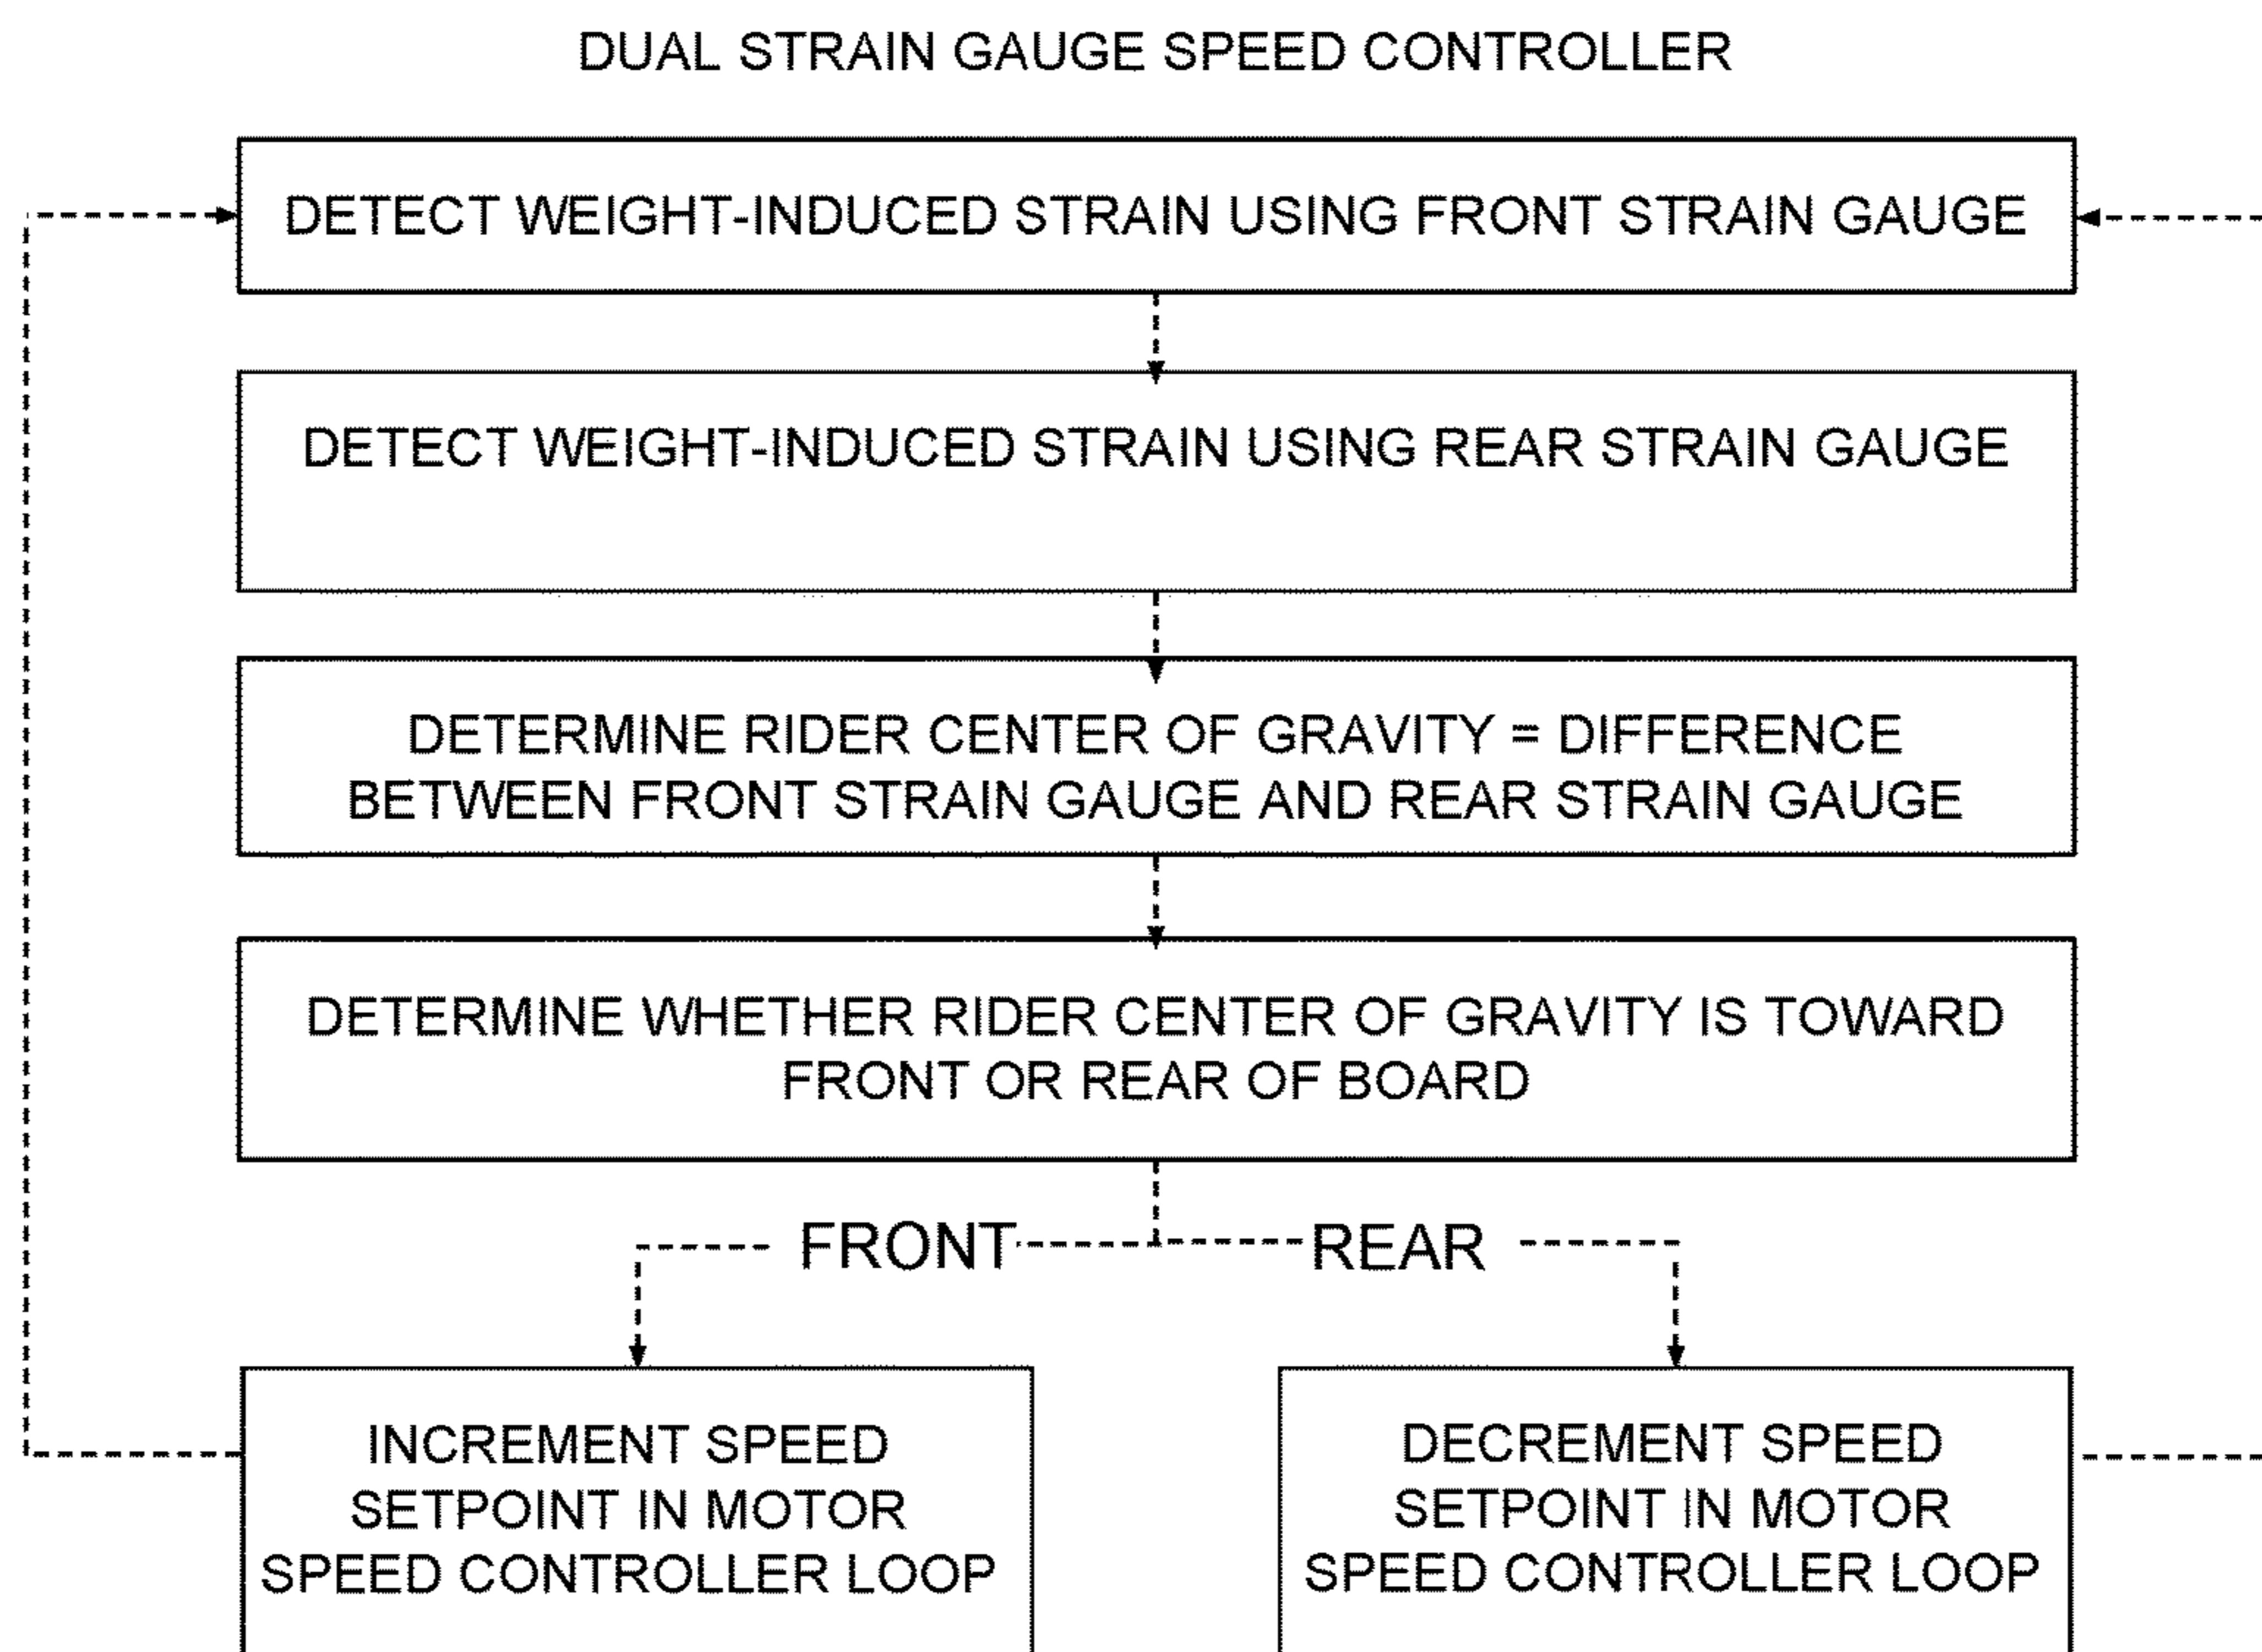 DUAL STRAIN GAUGE SPEED CONTROLLER
DETECT WEIGHT-INDUCED STRAIN USING FRONT STRAIN GAUGE
DETECT WEIGHT-INDUCED STRAIN USING REAR STRAIN GAUGE
DETERMINE RIDER CENTER OF GRAVITY = DIFFERENCE
BETWEEN FRONT STRAIN GAUGE AND REAR STRAIN GAUGE
DETERMINE WHETHER RIDER CENTER OF GRAVITY IS TOWARD
FRONT OR REAR OF BOARD
FRONT
REAR
INCREMENT SPEED
SETPOINT IN MOTOR
SPEED CONTROLLER LOOP
DECREMENT SPEED
SETPOINT IN MOTOR
SPEED CONTROLLER LOOP